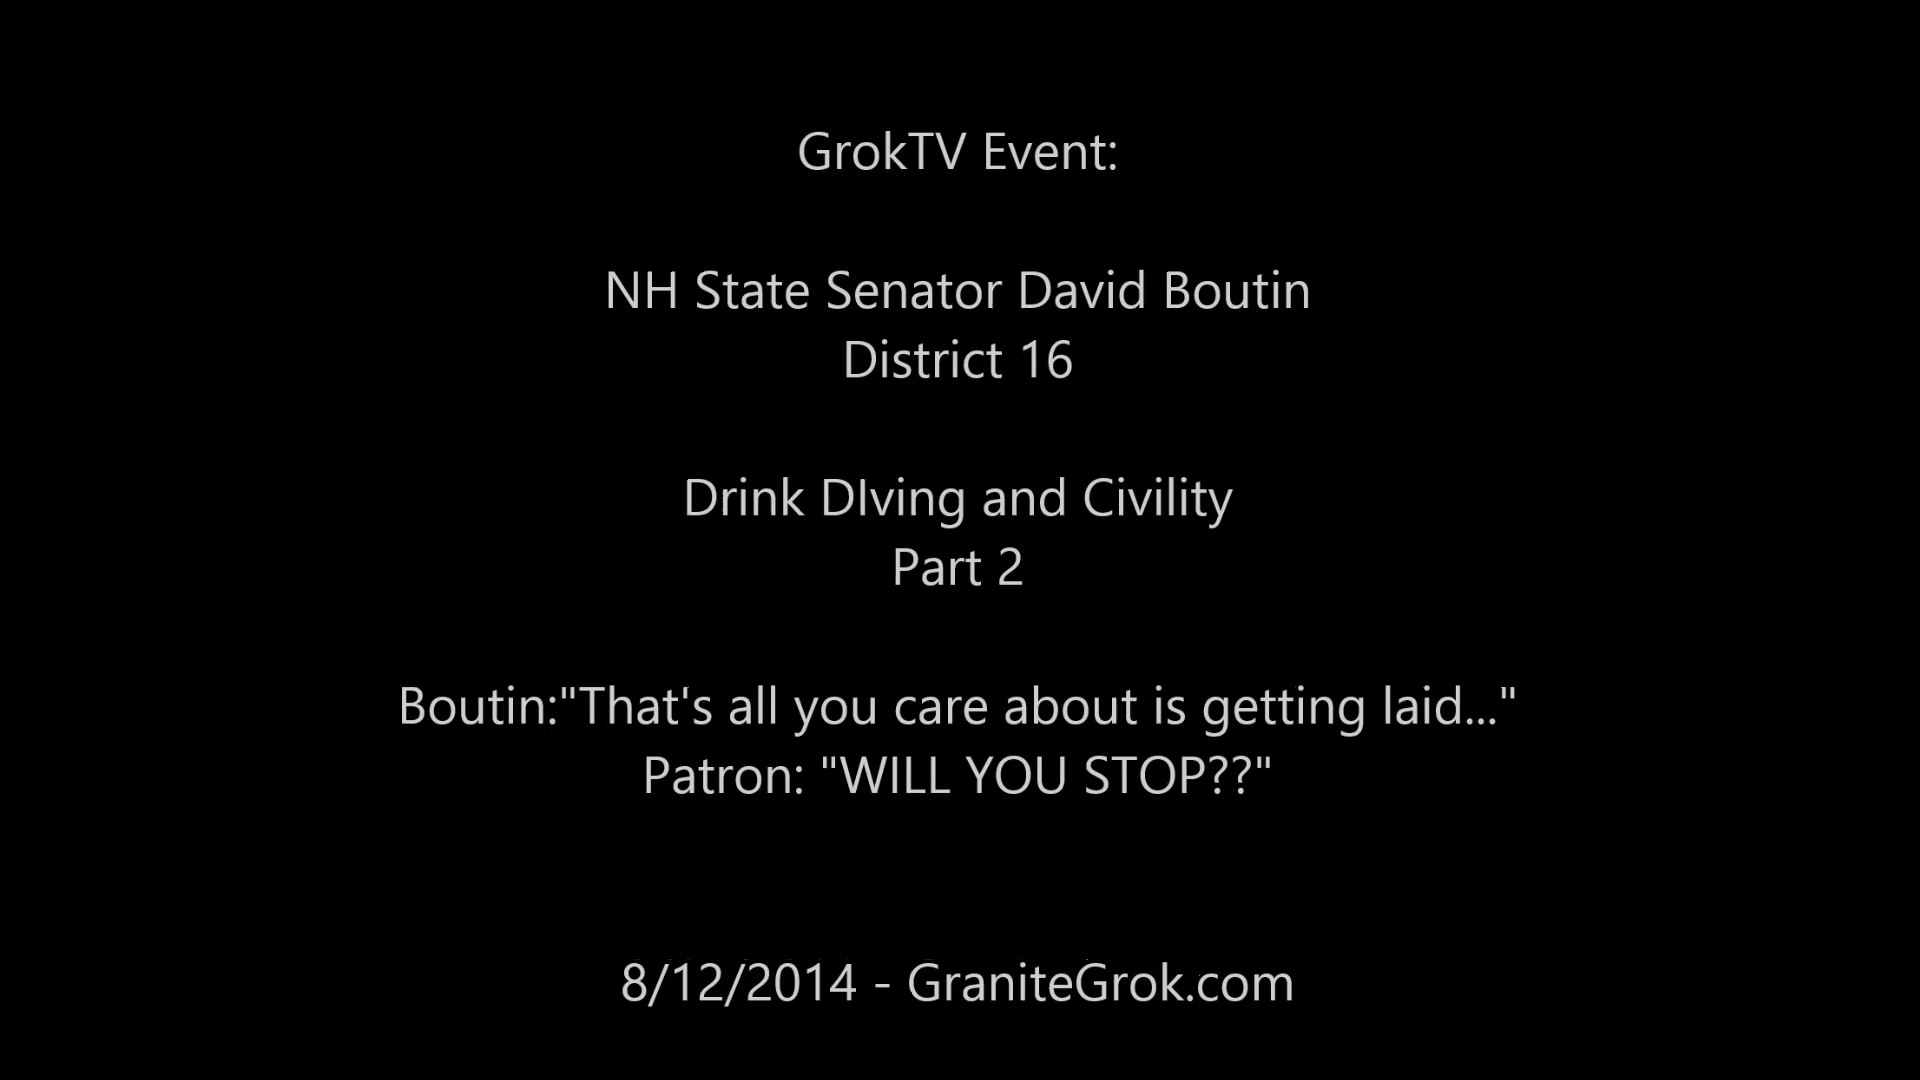 GrokTV Event:
NH State Senator David Boutin
District 16
Drink DIving and Civility
Part 2
Boutin:"That's all you care about is getting laid..."
Patron: "WILL YOU STOP??"
8/12/2014 - GraniteGrok.com